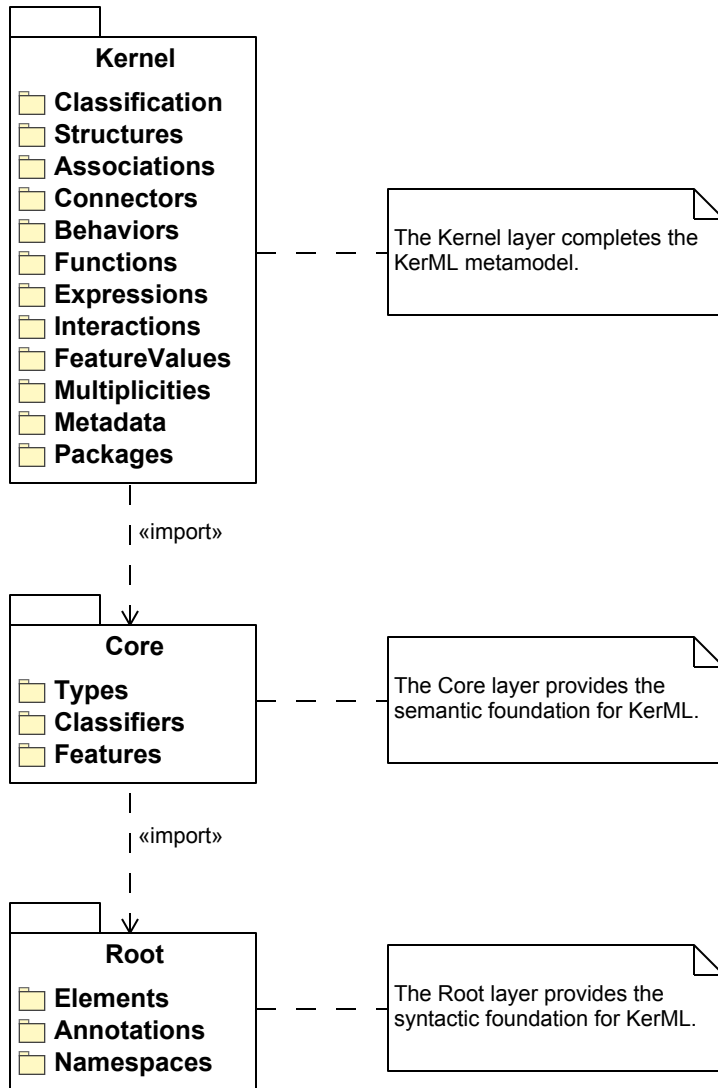 Kernel
Classification
Structures
Associations
Connectors
Behaviors
Functions
Expressions
Interactions
FeatureValues
Multiplicities
Metadata
Packages
The Kernel layer completes the
KerML metamodel.
«import»
Core
Types
Classifiers
Features
The Core layer provides the
semantic foundation for KerML.
«import»
Root
Elements
Annotations
Namespaces
The Root layer provides the
syntactic foundation for KerML.